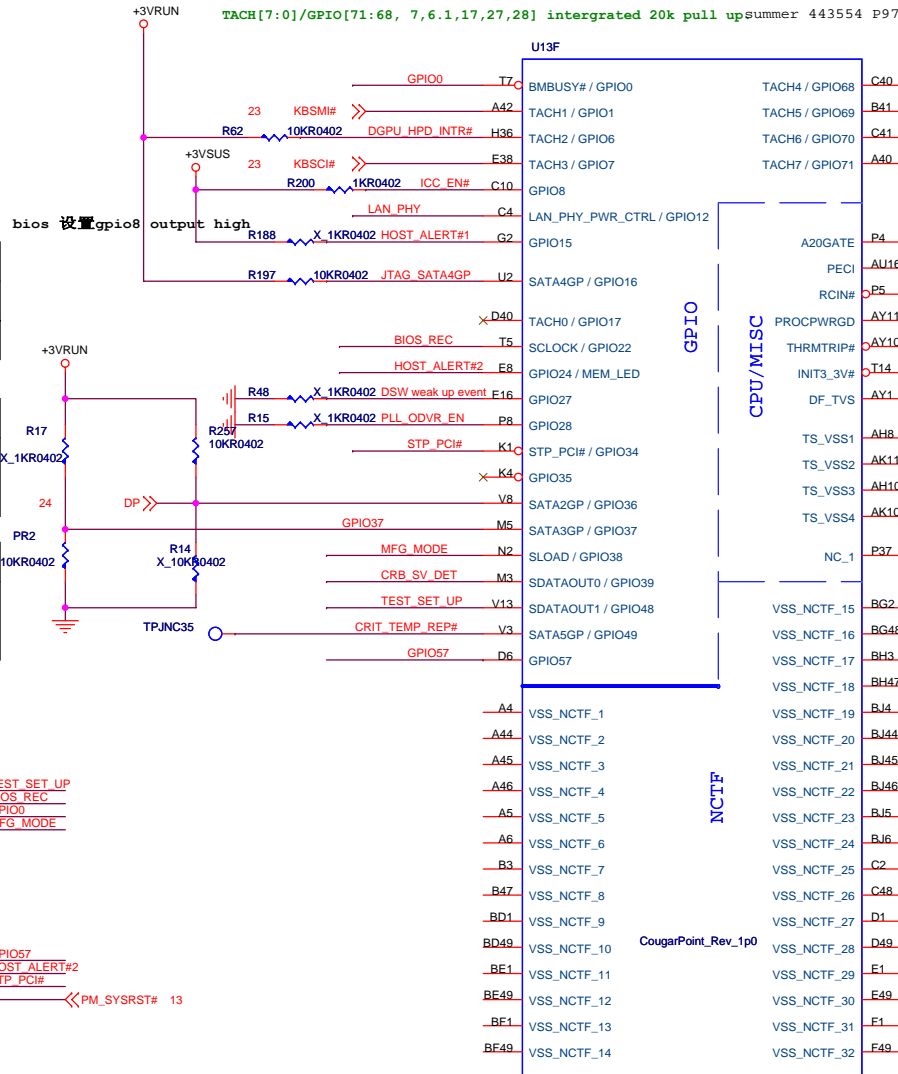 +3VRUN
TACH[7:0]/GPIO[71:68, 7,6.1,17,27,28] intergrated 20k pull up
summer 443554 P97
U13F
GPIO0 T7 BMBUSY# / GPIO0 TACH4 / GPIO68 C40
23 KBSMI# A42 TACH1 / GPIO1 TACH5 / GPIO69 B41
R62 10KR0402 DGPU_HPD_INTR# H36 TACH2 / GPIO6 TACH6 / GPIO70 C41
+3VSUS
23 KBSCI# E38 TACH3 / GPIO7 TACH7 / GPIO71 A40
R200 1KR0402 ICC_EN# C10 GPIO8
LAN_PHY C4 LAN_PHY_PWR_CTRL / GPIO12
bios 设置gpio8 output high
R188 X_1KR0402 HOST_ALERT#1 G2 GPIO15 A20GATE P4
PECI AU16
R197 10KR0402 JTAG_SATA4GP U2 SATA4GP / GPIO16
RCIN# P5
D40 TACH0 / GPIO17 PROCPWRGD AY11
GPIO
CPU/MISC
BIOS_REC T5 SCLOCK / GPIO22 THRMTRIP# AY10
+3VRUN
HOST_ALERT#2 E8 GPIO24 / MEM_LED INIT3_3V# T14
R48 X_1KR0402 DSW weak up event E16 GPIO27 DF_TVS AY1
R15 X_1KR0402 PLL_ODVR_EN P8 GPIO28
R17 X_1KR0402
R257 10KR0402
STP_PCI# K1 STP_PCI# / GPIO34 TS_VSS1 AH8
K4 GPIO35 TS_VSS2 AK11
24 DP V8 SATA2GP / GPIO36 TS_VSS3 AH10
GPIO37 M5 SATA3GP / GPIO37 TS_VSS4 AK10
PR2 10KR0402
R14 X_10KR0402
MFG_MODE N2 SLOAD / GPIO38 NC_1 P37
CRB_SV_DET M3 SDATAOUT0 / GPIO39
TEST_SET_UP V13 SDATAOUT1 / GPIO48 VSS_NCTF_15 BG2
TPJNC35 CRIT_TEMP_REP# V3 SATA5GP / GPIO49 VSS_NCTF_16 BG48
GPIO57 D6 GPIO57 VSS_NCTF_17 BH3
VSS_NCTF_18 BH47
A4 VSS_NCTF_1 VSS_NCTF_19 BJ4
A44 VSS_NCTF_2 VSS_NCTF_20 BJ44
A45 VSS_NCTF_3 VSS_NCTF_21 BJ45
EST_SET_UP
A46 VSS_NCTF_4 VSS_NCTF_22 BJ46
NCTF
OS_REC
PIO0
A5 VSS_NCTF_5 VSS_NCTF_23 BJ5
FG_MODE
A6 VSS_NCTF_6 VSS_NCTF_24 BJ6
B3 VSS_NCTF_7 VSS_NCTF_25 C2
B47 VSS_NCTF_8 VSS_NCTF_26 C48
BD1 VSS_NCTF_9 VSS_NCTF_27 D1
CougarPoint_Rev_1p0
BD49 VSS_NCTF_10 VSS_NCTF_28 D49
PIO57
OST_ALERT#2
BE1 VSS_NCTF_11 VSS_NCTF_29 E1
TP_PCI#
PM_SYSRST# 13
BE49 VSS_NCTF_12 VSS_NCTF_30 E49
BF1 VSS_NCTF_13 VSS_NCTF_31 F1
BF49 VSS_NCTF_14 VSS_NCTF_32 F49